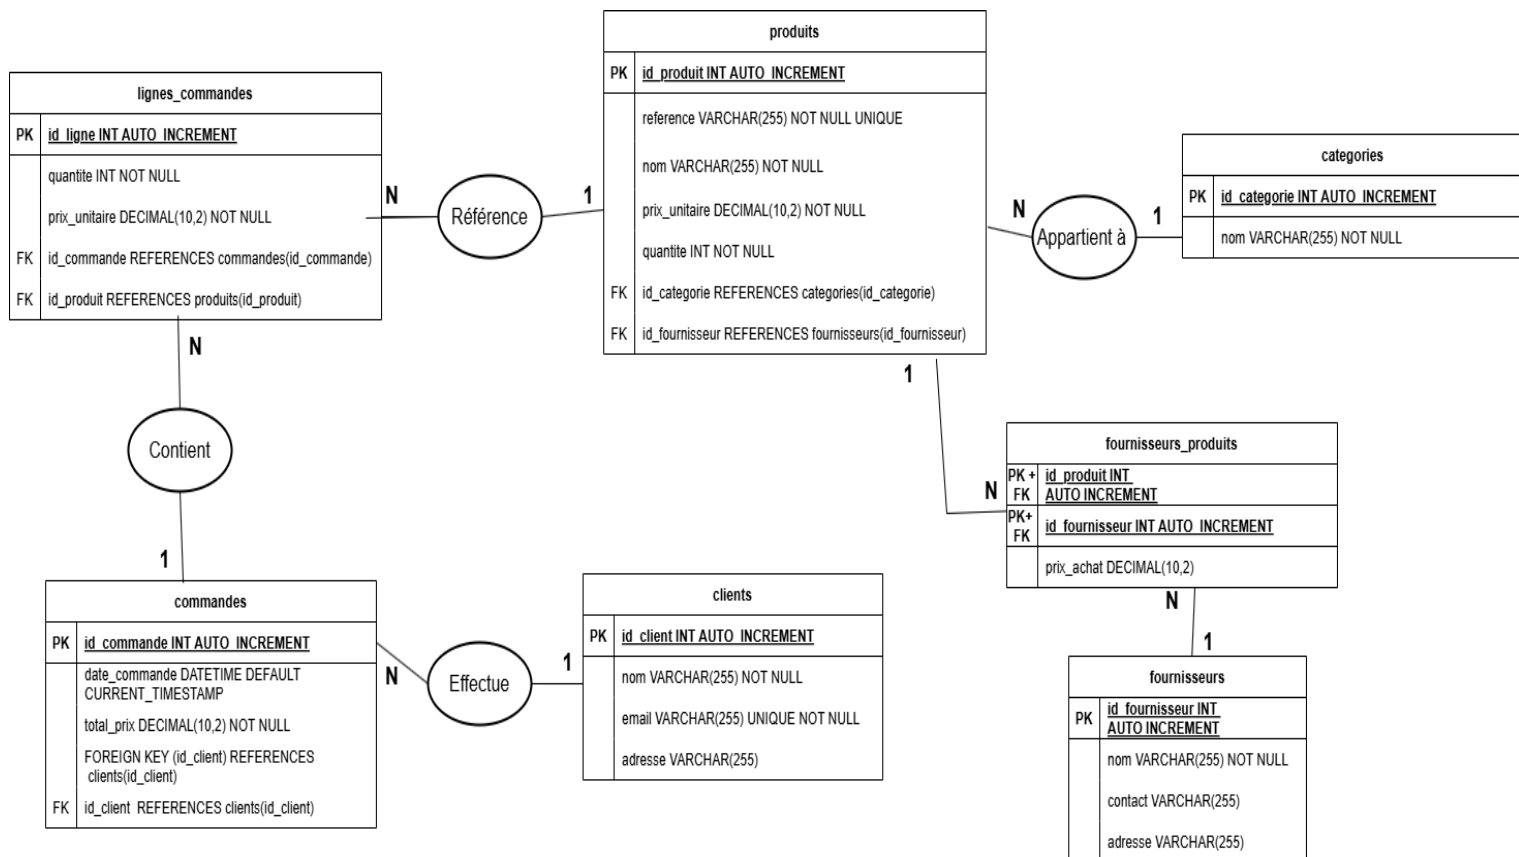 produits
PK id_produit INT AUTO_INCREMENT
reference VARCHAR(255) NOT NULL UNIQUE
nom VARCHAR(255) NOT NULL
prix_unitaire DECIMAL(10,2) NOT NULL
quantite INT NOT NULL
FK id_categorie REFERENCES categories(id_categorie)
FK id_fournisseur REFERENCES fournisseurs(id_fournisseur)
lignes_commandes
PK id_ligne INT AUTO_INCREMENT
quantite INT NOT NULL
prix_unitaire DECIMAL(10,2) NOT NULL
FK id_commande REFERENCES commandes(id_commande)
FK id_produit REFERENCES produits(id_produit)
N
Référence
1
N
Appartient à
1
categories
PK id_categorie INT AUTO_INCREMENT
nom VARCHAR(255) NOT NULL
N
Contient
1
1
N
fournisseurs_produits
PK + FK id_produit INT
AUTO INCREMENT
PK+ FK id_fournisseur INT AUTO_INCREMENT
prix_achat DECIMAL(10,2)
N
1
commandes
PK id_commande INT AUTO_INCREMENT
date_commande DATETIME DEFAULT
CURRENT_TIMESTAMP
total_prix DECIMAL(10,2) NOT NULL
FOREIGN KEY (id_client) REFERENCES
clients(id_client)
FK id_client REFERENCES clients(id_client)
N
Effectue
1
clients
PK id_client INT AUTO_INCREMENT
nom VARCHAR(255) NOT NULL
email VARCHAR(255) UNIQUE NOT NULL
adresse VARCHAR(255)
fournisseurs
PK id_fournisseur INT
AUTO INCREMENT
nom VARCHAR(255) NOT NULL
contact VARCHAR(255)
adresse VARCHAR(255)